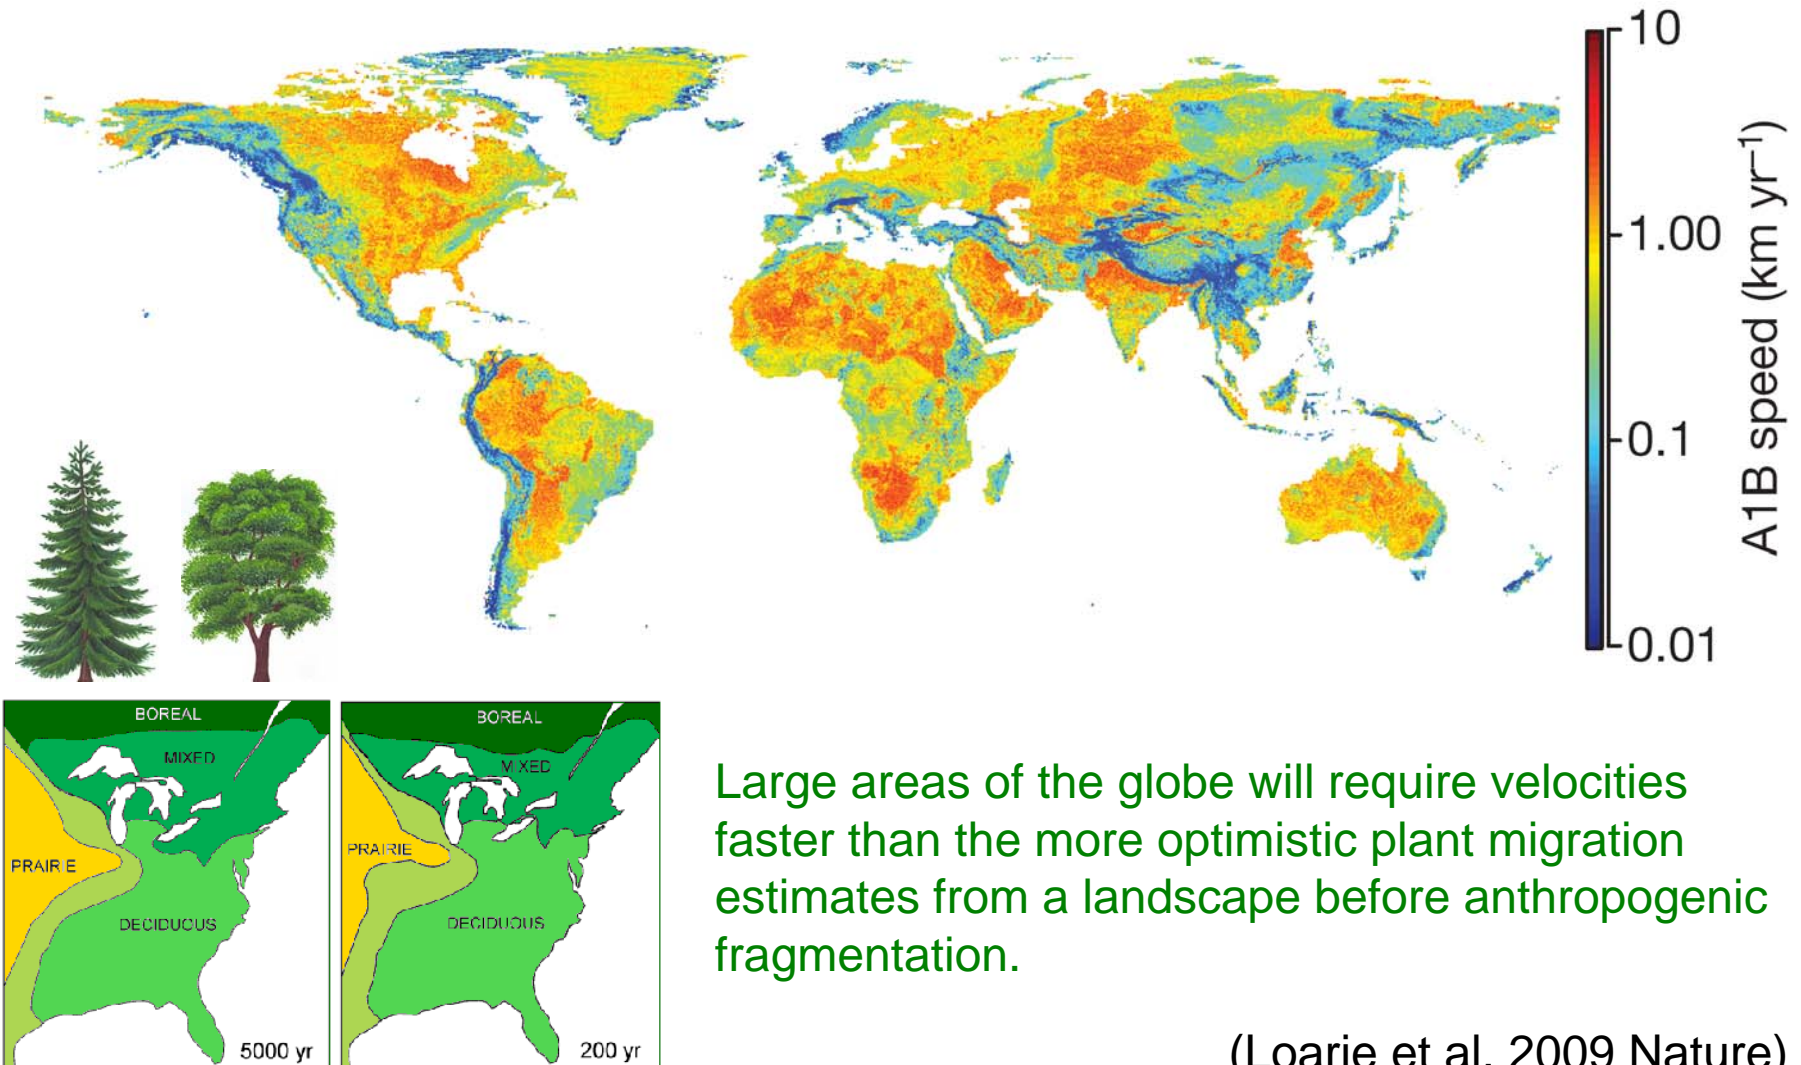 10
1.00
0.1
0.01
A1B speed (km yr⁻¹)
BOREAL
MIXED
PRAIRIE
DECIDUOUS
5000 yr
BOREAL
MIXED
PRAIRIE
DECIDUOUS
200 yr
Large areas of the globe will require velocities
faster than the more optimistic plant migration
estimates from a landscape before anthropogenic
fragmentation.
(Loarie et al. 2009 Nature)